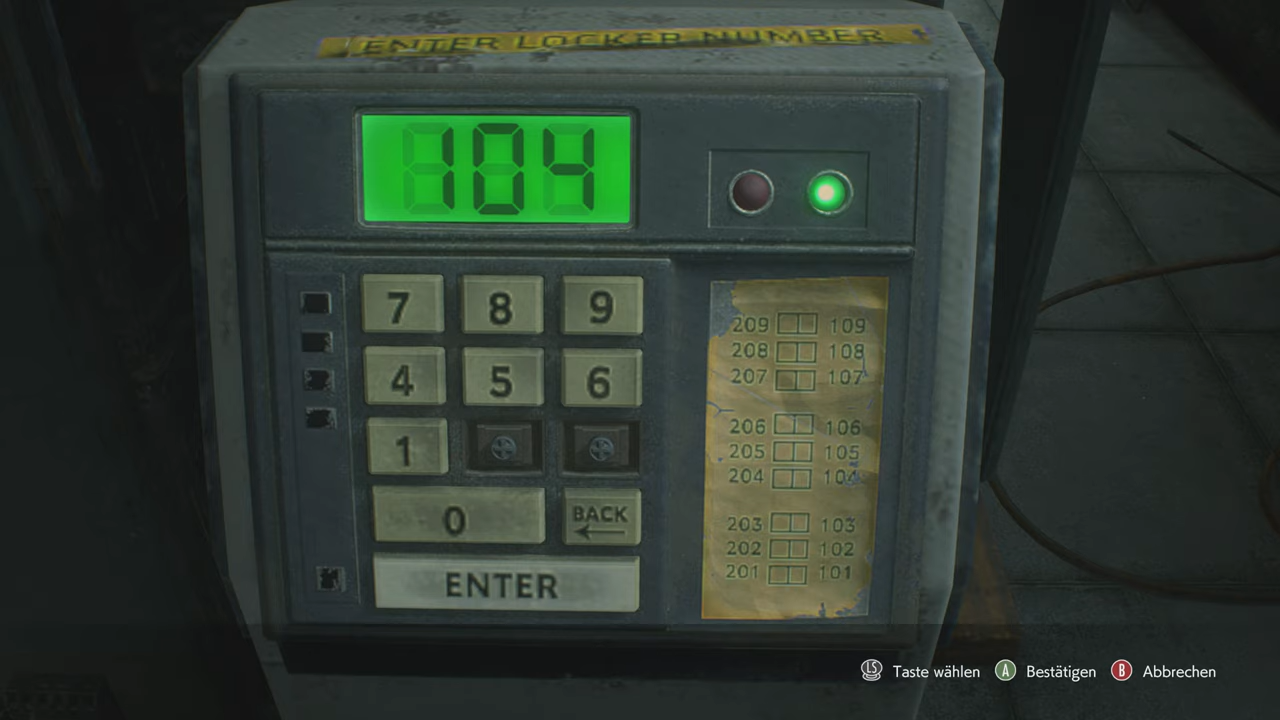 ENTER LOCKER NUMBER
104
7 8 9
4 5 6
1
0 BACK
ENTER
209 109
208 108
207 107
206 106
205 105
204 104
203 103
202 102
201 101
LS Taste wählen A Bestätigen B Abbrechen